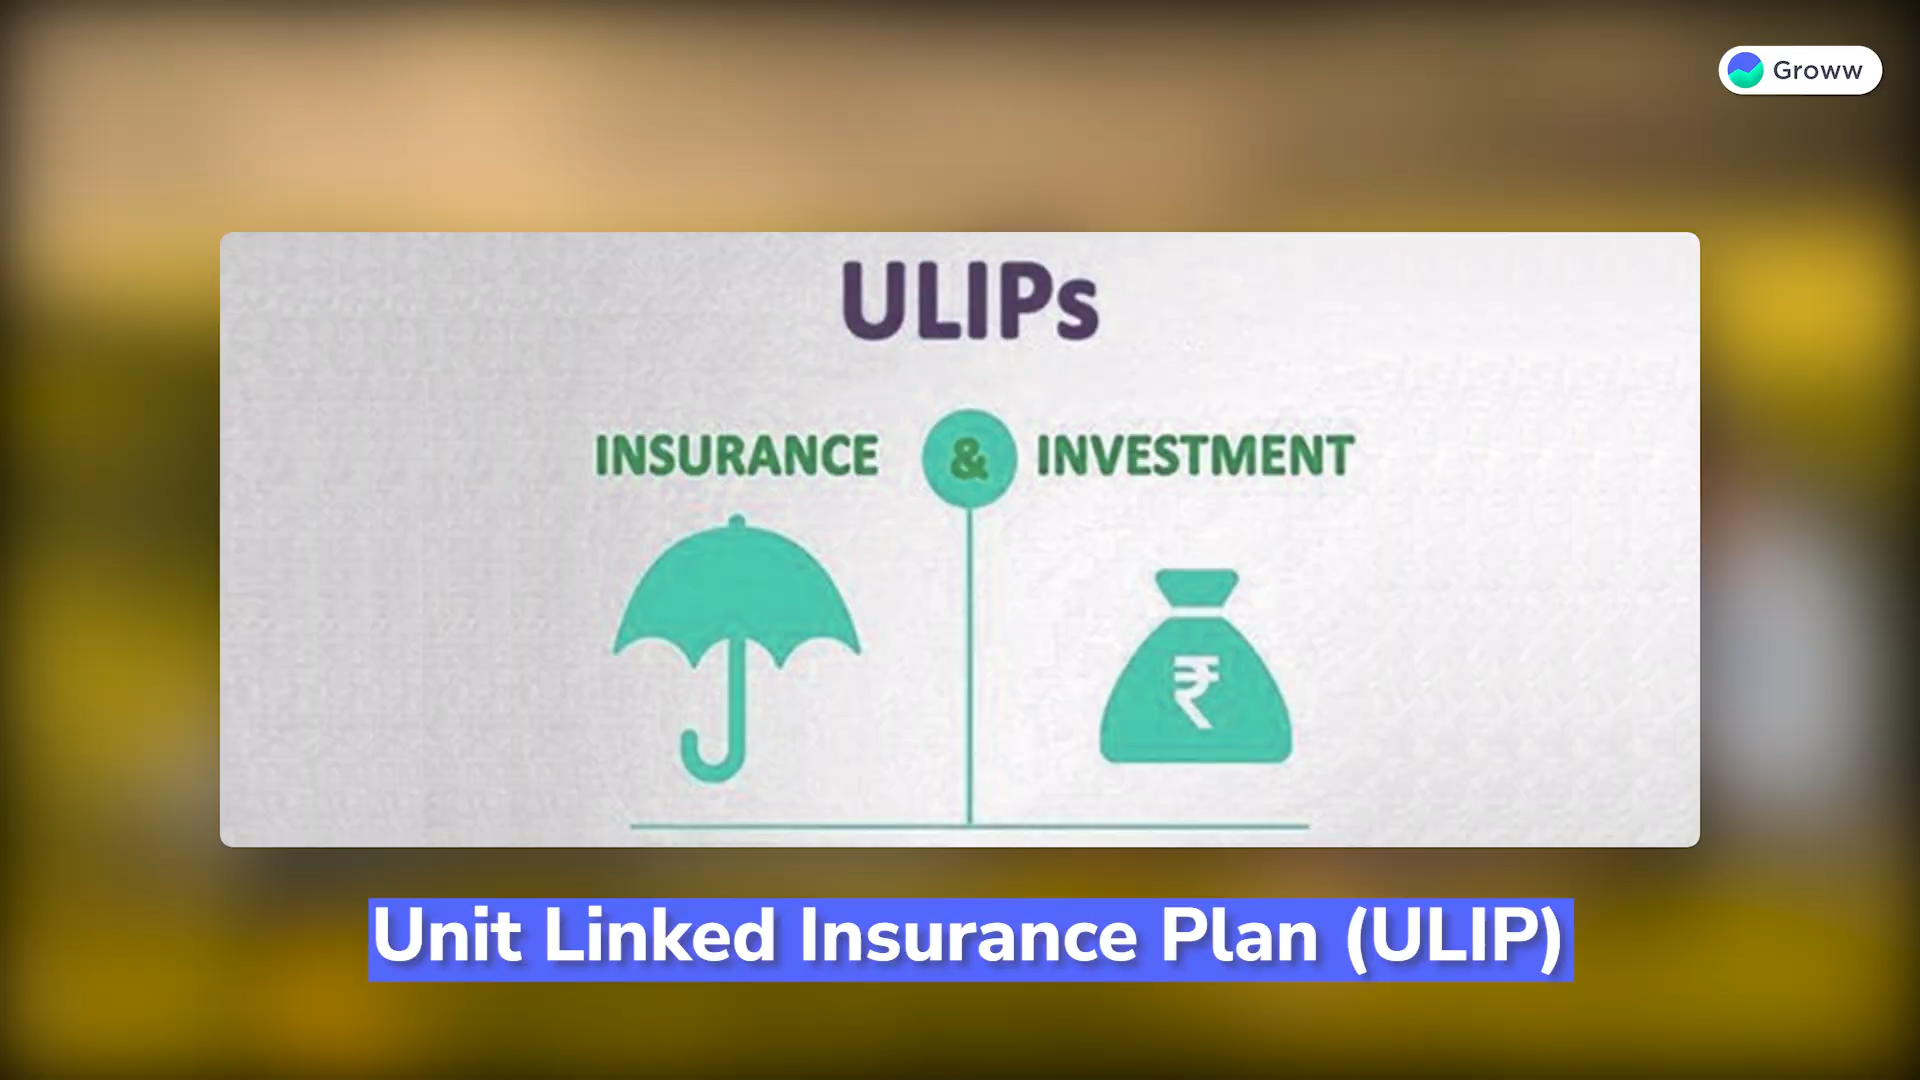 Groww
ULIPs
INSURANCE & INVESTMENT
₹
Unit Linked Insurance Plan (ULIP)